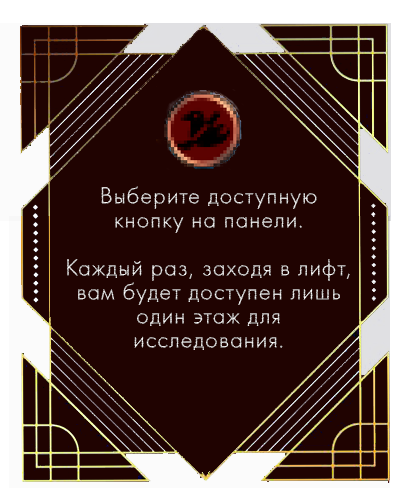 Выберите доступную
кнопку на панели.
Каждый раз, заходя в лифт,
вам будет доступен лишь
один этаж для
исследования.